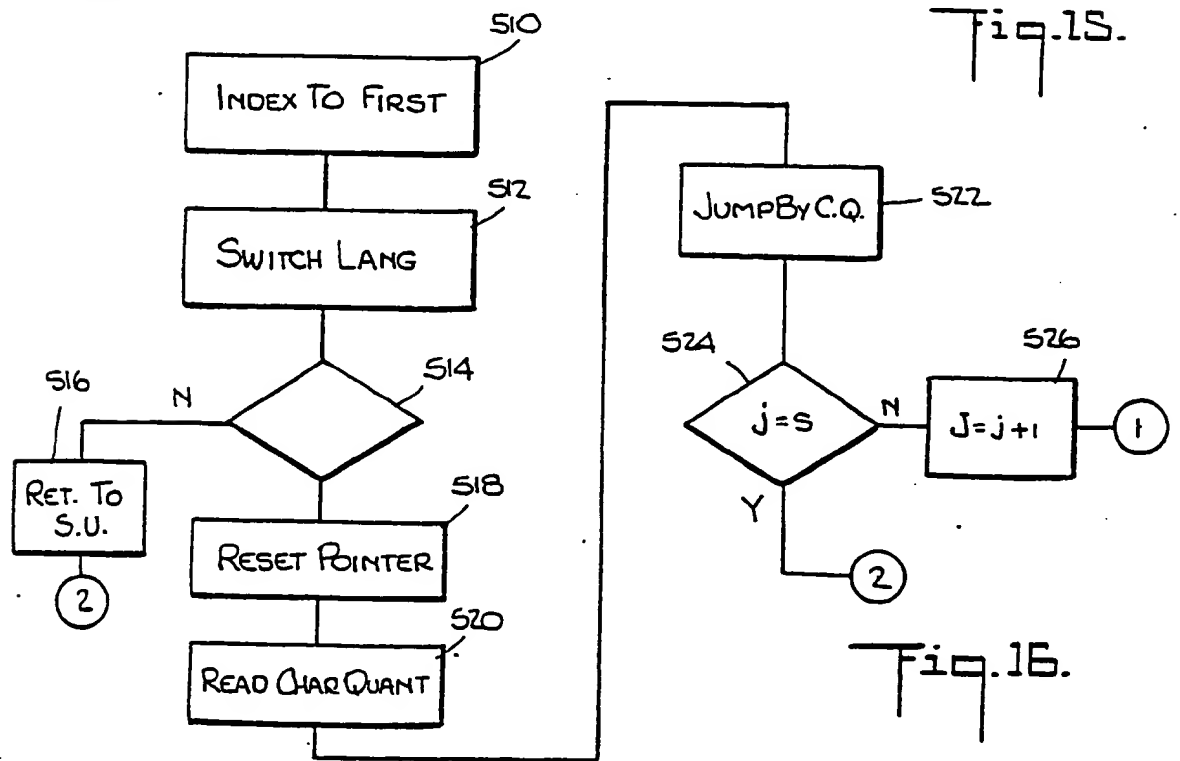 Fig.15.
510
INDEX TO FIRST
512
SWITCH LANG
514
N
516
RET. TO
S.U.
2
518
RESET POINTER
520
READ CHAR QUANT
JUMP BY C.Q.
522
524
j=S
N
526
J=j+1
1
Y
2
Fig.16.